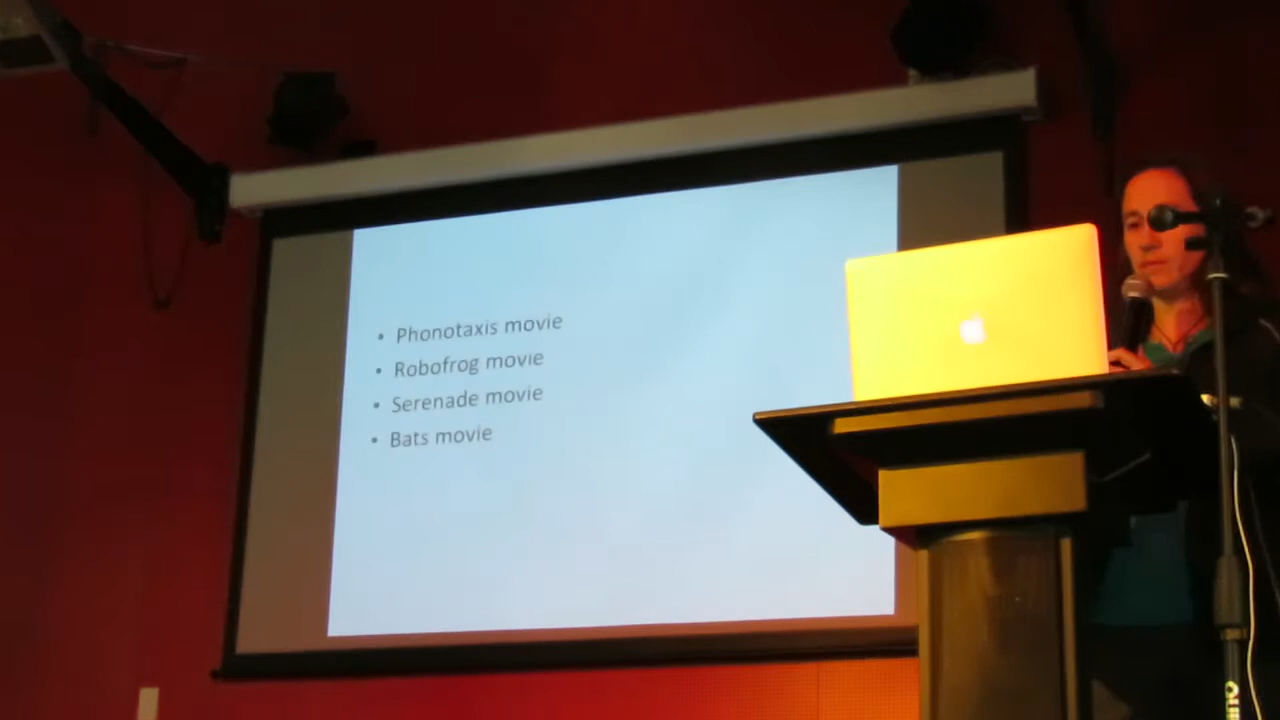 • Phonotaxis movie
• Robofrog movie
• Serenade movie
• Bats movie